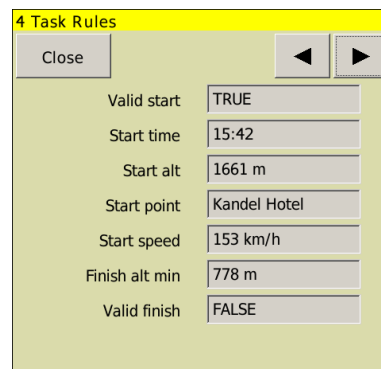 4 Task Rules
Close
Valid start TRUE
Start time 15:42
Start alt 1661 m
Start point Kandel Hotel
Start speed 153 km/h
Finish alt min 778 m
Valid finish FALSE